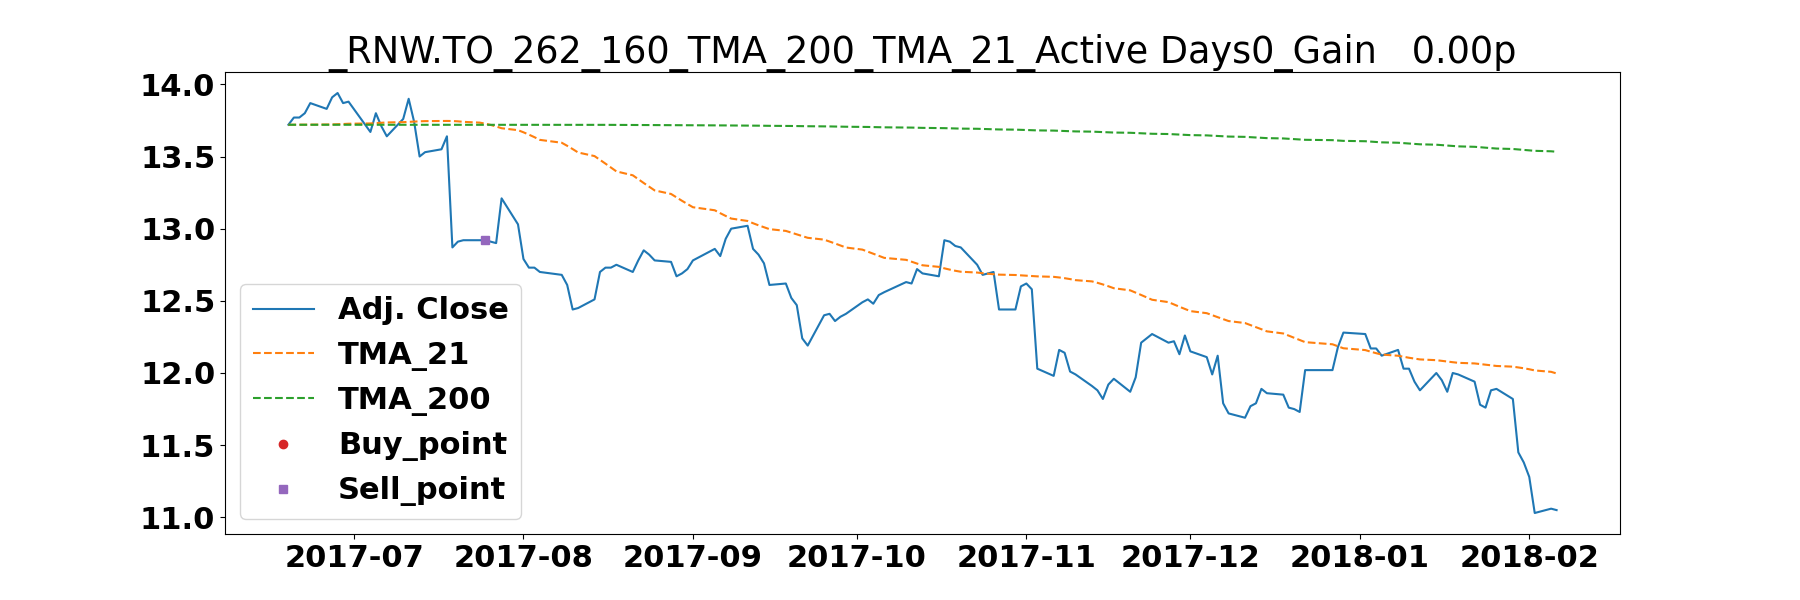 _RNW.TO_262_160_TMA_200_TMA_21_Active Days0_Gain   0.00p
14.0
13.5
13.0
12.5
12.0
11.5
11.0
Adj. Close
TMA_21
TMA_200
Buy_point
Sell_point
2017-07 2017-08 2017-09 2017-10 2017-11 2017-12 2018-01 2018-02